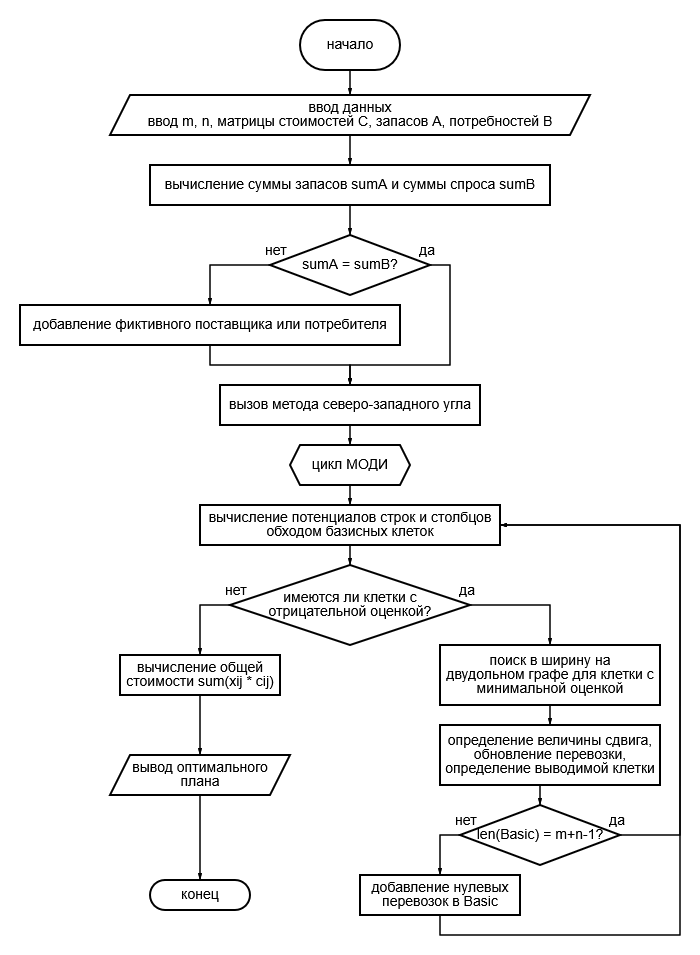 начало
ввод данных
ввод m, n, матрицы стоимостей C, запасов A, потребностей B
вычисление суммы запасов sumA и суммы спроса sumB
нет
да
sumA = sumB?
добавление фиктивного поставщика или потребителя
вызов метода северо-западного угла
цикл МОДИ
вычисление потенциалов строк и столбцов
обходом базисных клеток
нет
да
имеются ли клетки с
отрицательной оценкой?
вычисление общей
стоимости sum(xij * cij)
поиск в ширину на
двудольном графе для клетки с
минимальной оценкой
определение величины сдвига,
обновление перевозки,
определение выводимой клетки
вывод оптимального
плана
нет
да
len(Basic) = m+n-1?
добавление нулевых
перевозок в Basic
конец